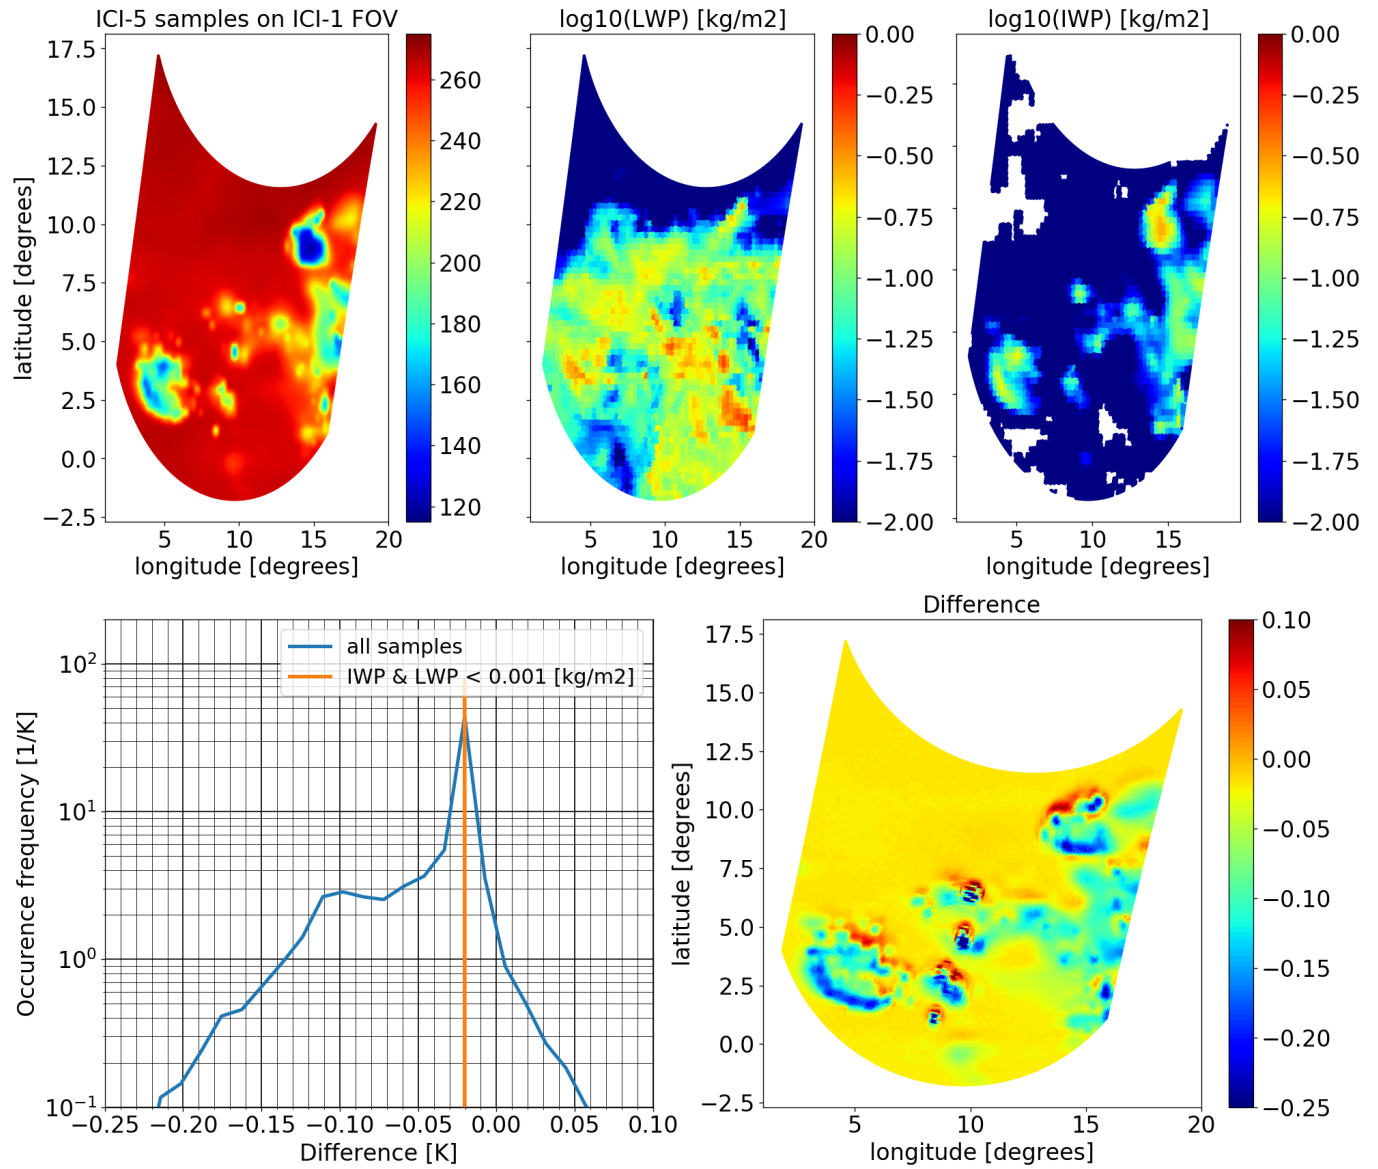 ICI-5 samples on ICI-1 FOV
log10(LWP) [kg/m2]
log10(IWP) [kg/m2]
17.5
15.0
12.5
10.0
7.5
5.0
2.5
0.0
−2.5
latitude [degrees]
5 10 15 20
longitude [degrees]
260
240
220
200
180
160
140
120
5 10 15 20
longitude [degrees]
0.00
−0.25
−0.50
−0.75
−1.00
−1.25
−1.50
−1.75
−2.00
5 10 15
longitude [degrees]
0.00
−0.25
−0.50
−0.75
−1.00
−1.25
−1.50
−1.75
−2.00
all samples
IWP & LWP < 0.001 [kg/m2]
10²
10¹
10⁰
10⁻¹
Occurence frequency [1/K]
−0.25 −0.20 −0.15 −0.10 −0.05 0.00 0.05 0.10
Difference [K]
Difference
17.5
15.0
12.5
10.0
7.5
5.0
2.5
0.0
−2.5
latitude [degrees]
5 10 15 20
longitude [degrees]
0.10
0.05
0.00
−0.05
−0.10
−0.15
−0.20
−0.25